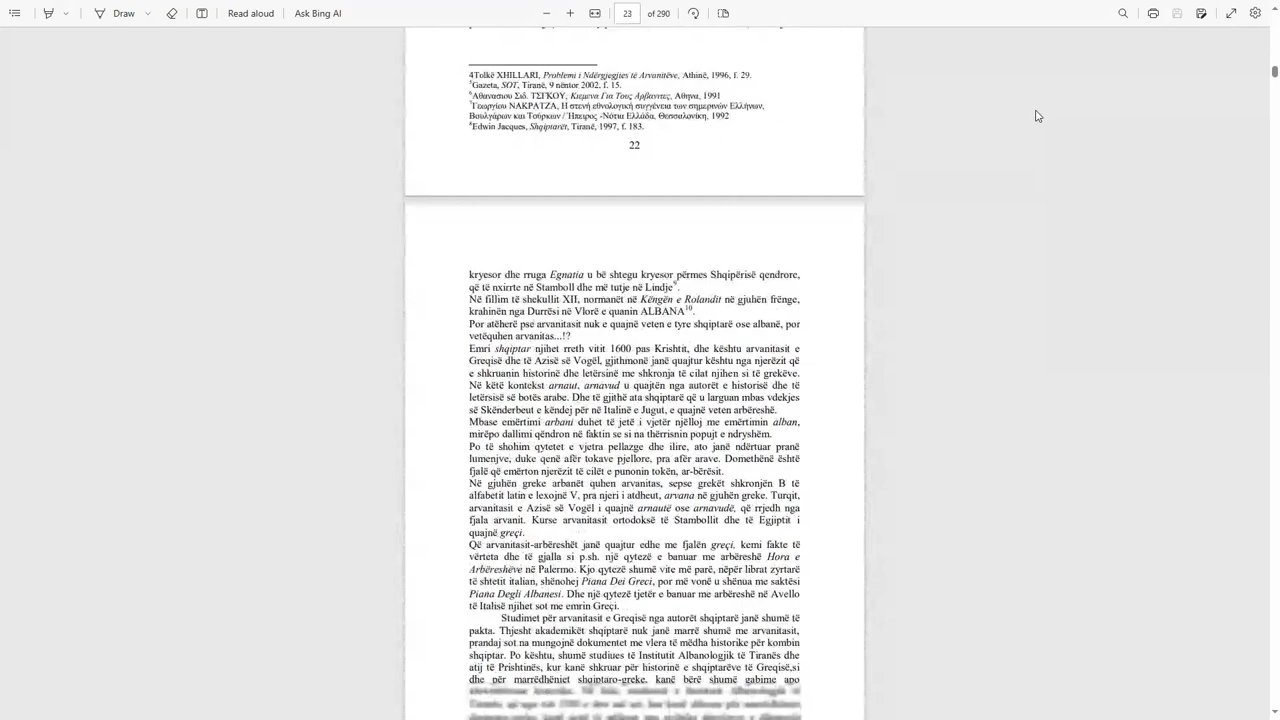 Draw
Read aloud
Ask Bing AI
23 of 290
4Tolkë XHILLARI, Problemi i Ndërgjegjies të Arvanitëve, Athinë, 1996, f. 29.
5Gazeta, SOT, Tiranë, 9 nëntor 2002, f. 15.
6Αθανασιου Σιδ. ΤΣΙΓΚΟΥ, Κιεμενα Για Τους Αρβανιτες, Αθηνα, 1991
7Γεωργίου ΝΑΚΡΑΤΖΑ, Η στενή εθνολογική συγγένεια των σημερινών Ελλήνων,
Βουλγάρων και Τούρκων / Ήπειρος -Νότια Ελλάδα, Θεσσαλονίκη, 1992
8Edwin Jacques, Shqiptarët, Tiranë, 1997, f. 183.
22
kryesor dhe rruga Egnatia u bë shtegu kryesor përmes Shqipërisë qendrore,
që të nxirrte në Stamboll dhe më tutje në Lindje9.
Në fillim të shekullit XII, normanët në Këngën e Rolandit në gjuhën frënge,
krahinën nga Durrësi në Vlorë e quanin ALBANA10.
Por atëherë pse arvanitasit nuk e quajnë veten e tyre shqiptarë ose albanë, por
vetëquhen arvanitas...!?
Emri shqiptar njihet rreth vitit 1600 pas Krishtit, dhe kështu arvanitasit e
Greqisë dhe të Azisë së Vogël, gjithmonë janë quajtur kështu nga njerëzit që
e shkruanin historinë dhe letërsinë me shkronja të cilat njihen si të grekëve.
Në këtë kontekst arnaut, arnavud u quajtën nga autorët e historisë dhe të
letërsisë së botës arabe. Dhe të gjithë ata shqiptarë që u larguan mbas vdekjes
së Skënderbeut e këndej për në Italinë e Jugut, e quajnë veten arbëreshë.
Mbase emërtimi arbani duhet të jetë i vjetër njëlloj me emërtimin alban,
mirëpo dallimi qëndron në faktin se si na thërrisnin popujt e ndryshëm.
Po të shohim qytetet e vjetra pellazge dhe ilire, ato janë ndërtuar pranë
lumenjve, duke qenë afër tokave pjellore, pra afër arave. Domethënë është
fjalë që emërton njerëzit të cilët e punonin tokën, ar-bërësit.
Në gjuhën greke arbanët quhen arvanitas, sepse grekët shkronjën B të
alfabetit latin e lexojnë V, pra njeri i atdheut, arvana në gjuhën greke. Turqit,
arvanitasit e Azisë së Vogël i quajnë arnautë ose arnavudë, që rrjedh nga
fjala arvanit. Kurse arvanitasit ortodoksë të Stambollit dhe të Egjiptit i
quajnë greçi.
Që arvanitasit-arbëreshët janë quajtur edhe me fjalën greçi, kemi fakte të
vërteta dhe të gjalla si p.sh. një qytezë e banuar me arbëreshë Hora e
Arbëreshëve në Palermo. Kjo qytezë shumë vite më parë, nëpër librat zyrtarë
të shtetit italian, shënohej Piana Dei Greci, por më vonë u shënua me saktësi
Piana Degli Albanesi. Dhe një qytezë tjetër e banuar me arbëreshë në Avello
të Italisë njihet sot me emrin Greçi.
Studimet për arvanitasit e Greqisë nga autorët shqiptarë janë shumë të
pakta. Thjesht akademikët shqiptarë nuk janë marrë shumë me arvanitasit,
prandaj sot na mungojnë dokumentet me vlera të mëdha historike për kombin
shqiptar. Po kështu, shumë studiues të Institutit Albanologjik të Tiranës dhe
atij të Prishtinës, kur kanë shkruar për historinë e shqiptarëve të Greqisë,si
dhe për marrëdhëniet shqiptaro-greke, kanë bërë shumë gabime apo